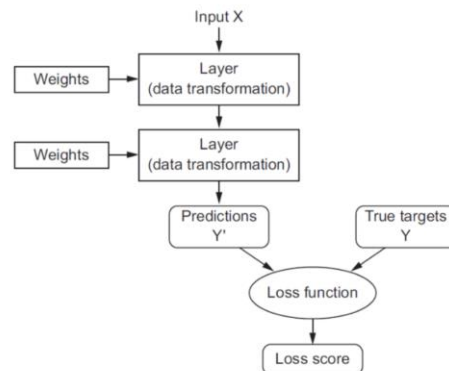 Input X
Weights
Layer
(data transformation)
Weights
Layer
(data transformation)
Predictions
Y'
True targets
Y
Loss function
Loss score